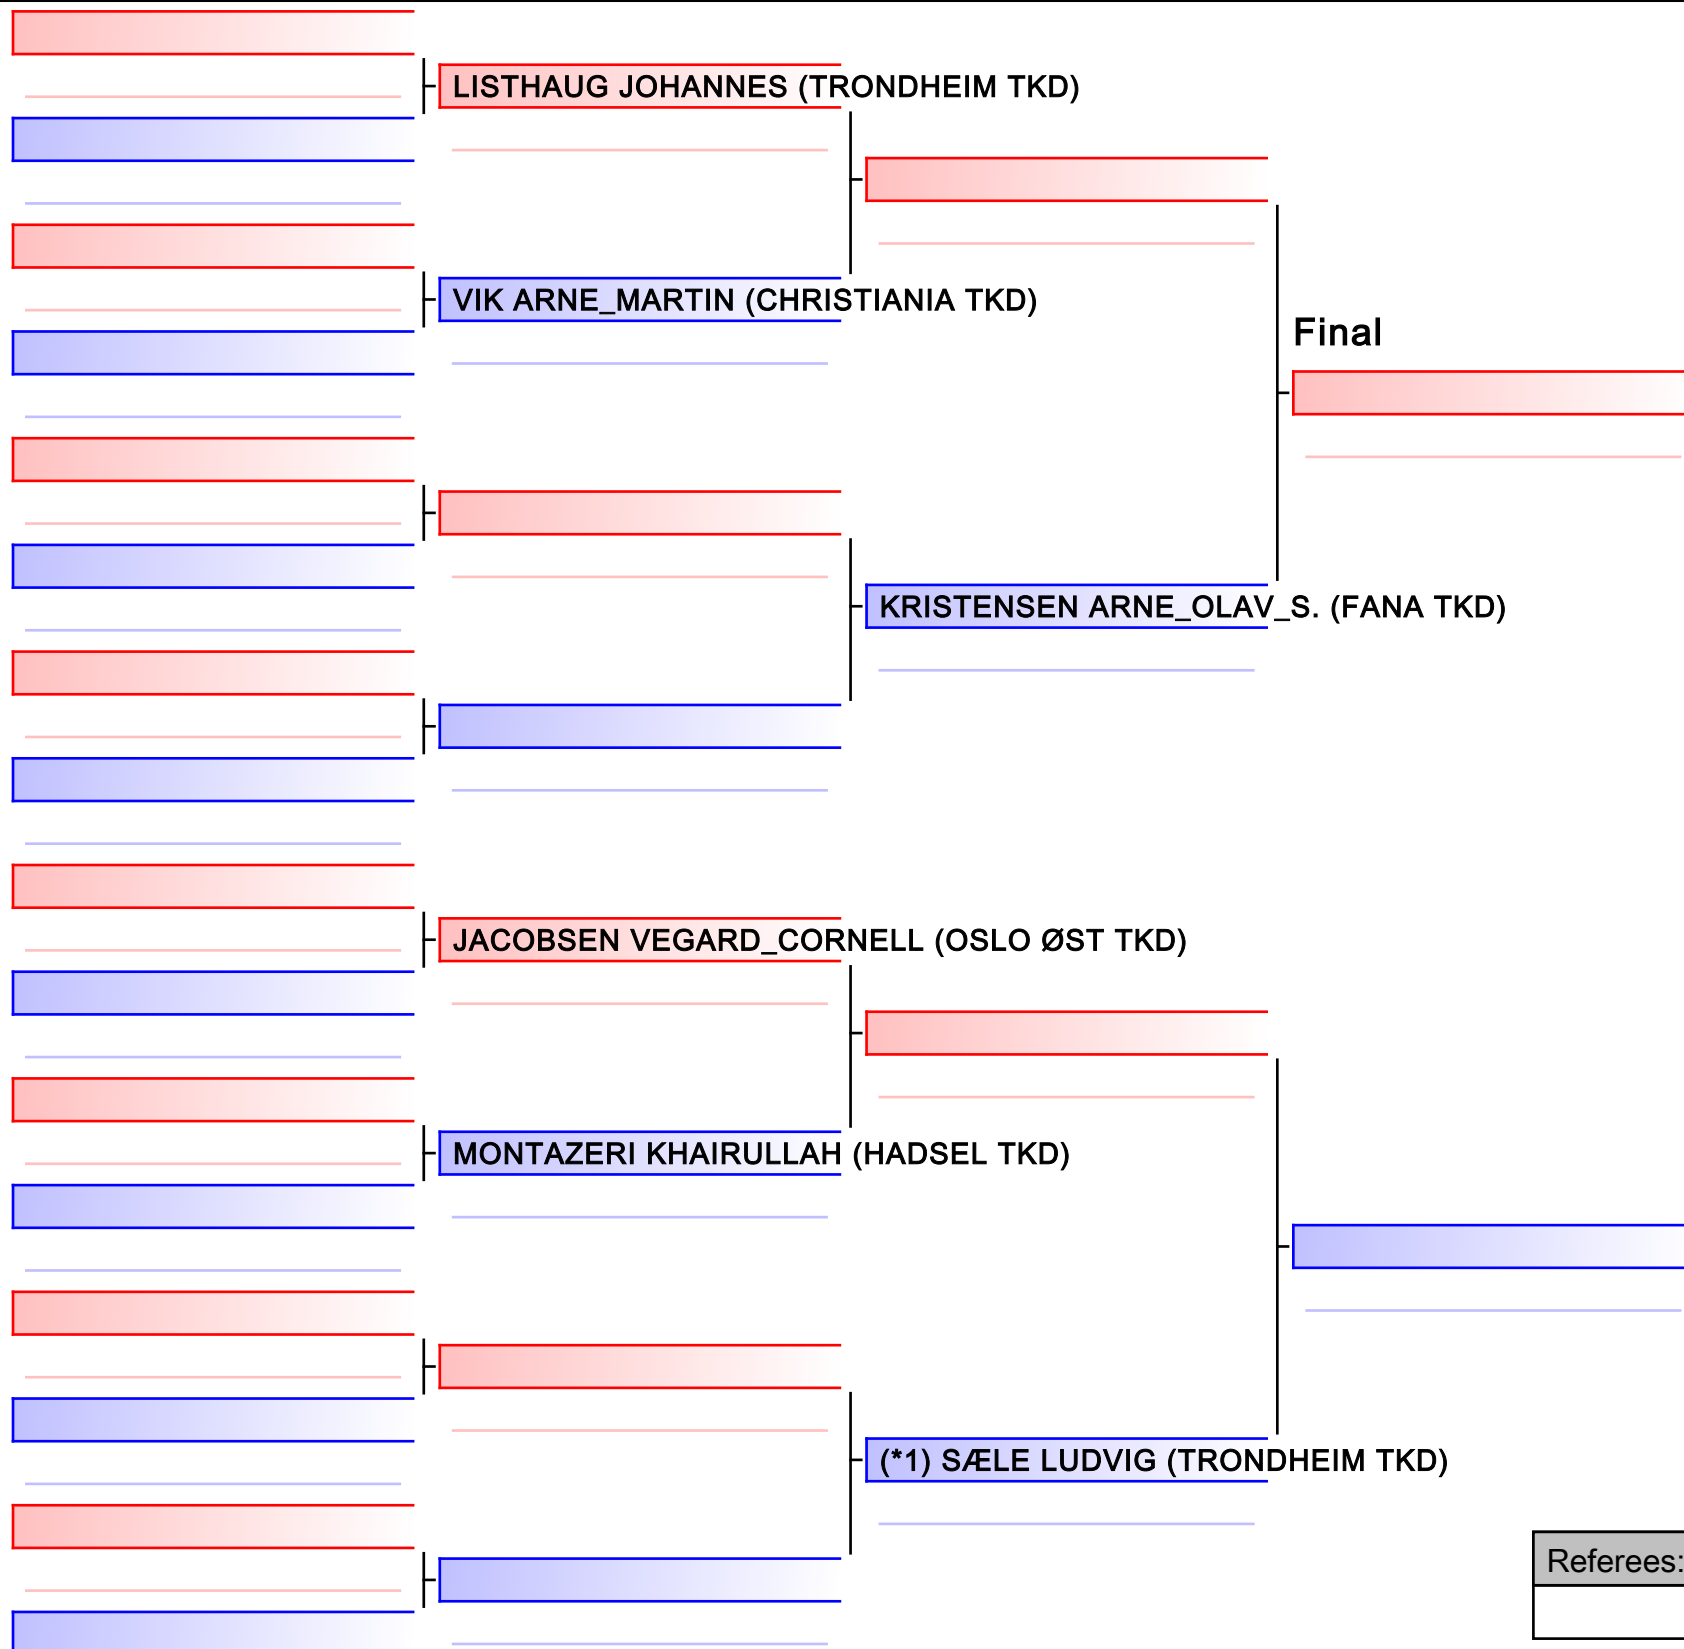 LISTHAUG JOHANNES (TRONDHEIM TKD)
VIK ARNE_MARTIN (CHRISTIANIA TKD)
Final
KRISTENSEN ARNE_OLAV_S. (FANA TKD)
JACOBSEN VEGARD_CORNELL (OSLO ØST TKD)
MONTAZERI KHAIRULLAH (HADSEL TKD)
(*1) SÆLE LUDVIG (TRONDHEIM TKD)
Referees: